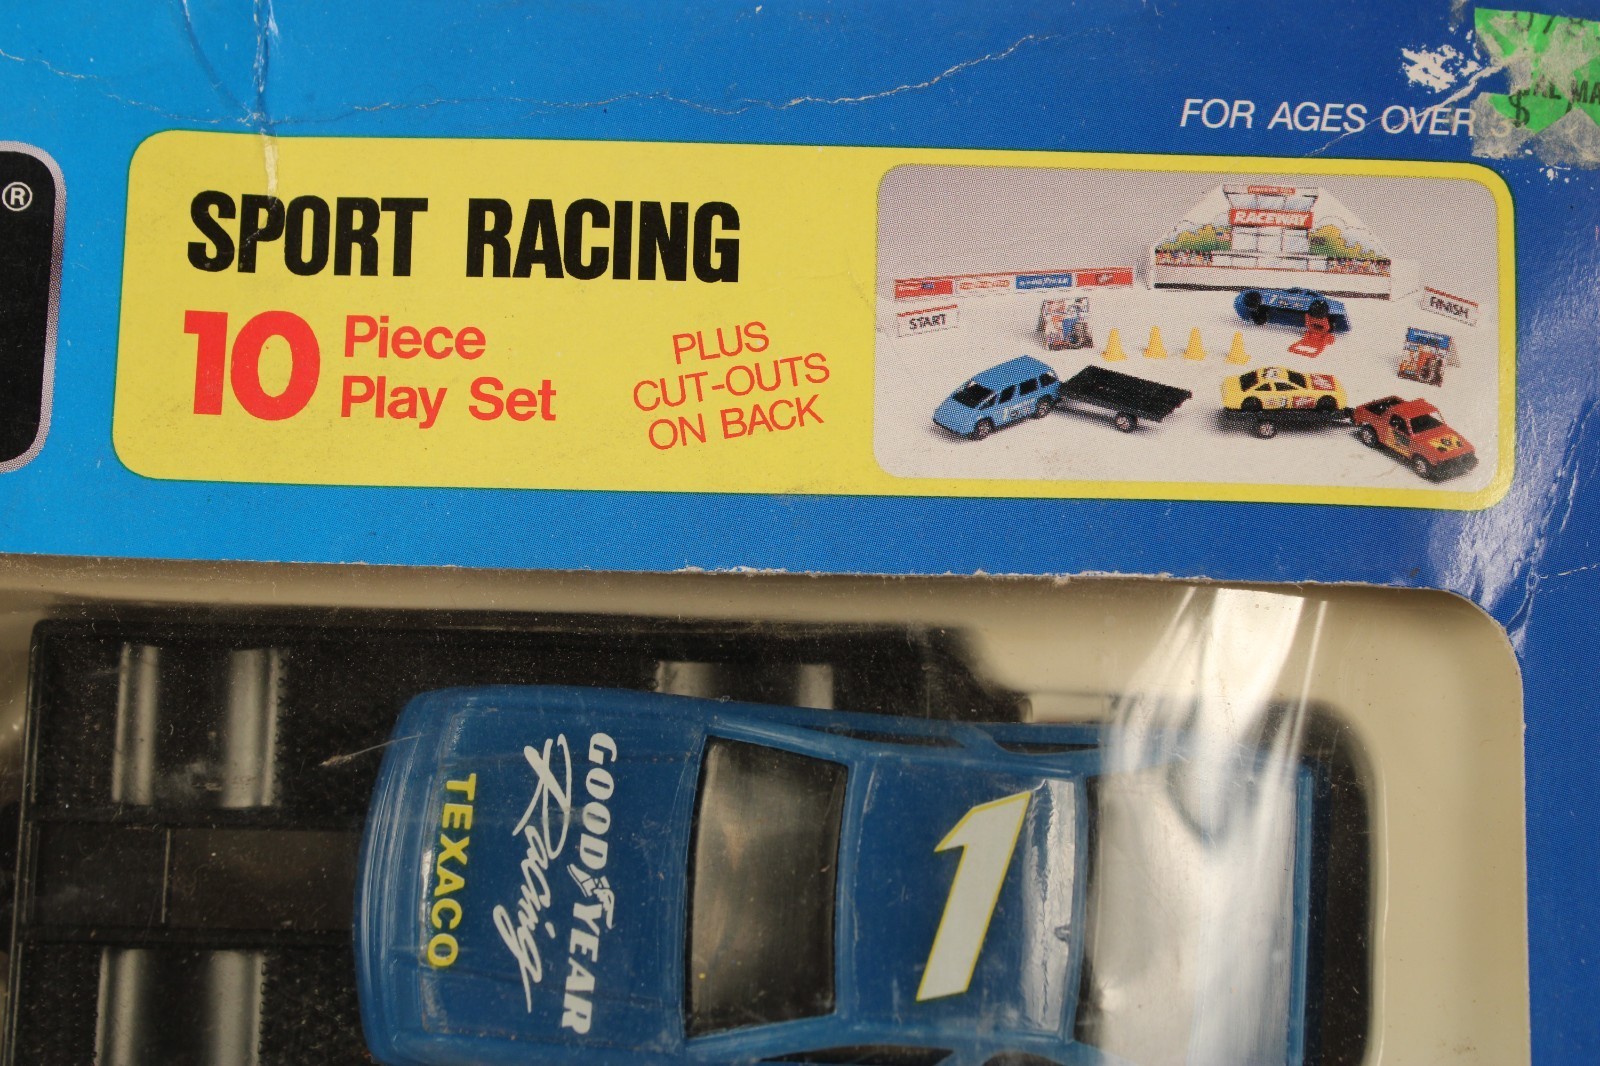 FOR AGES OVER 3
®
SPORT RACING
10 Piece
Play Set
PLUS
CUT-OUTS
ON BACK
RACEWAY
START
FINISH
GOODYEAR
Racing
TEXACO
1
$